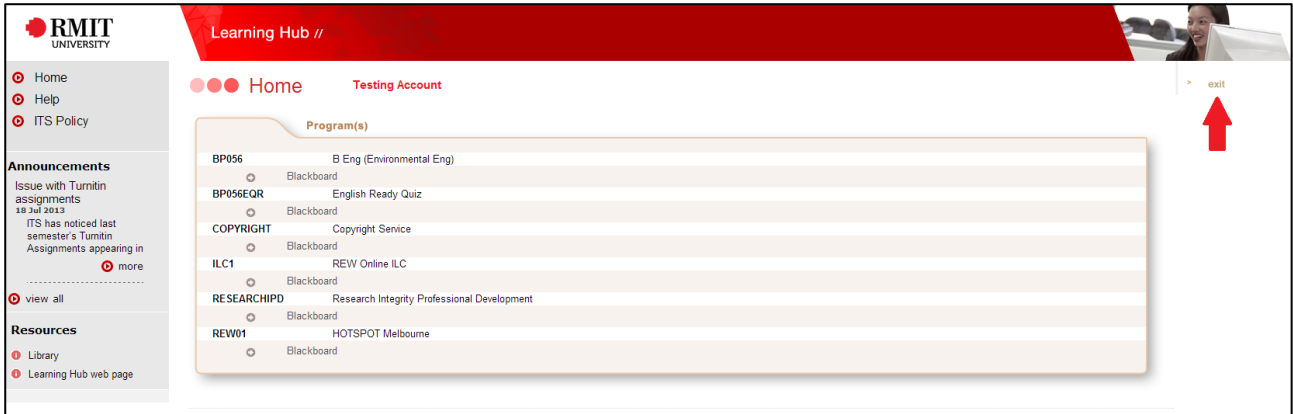 RMIT
UNIVERSITY
Learning Hub //
Home
Help
ITS Policy
Announcements
Issue with Turnitin
assignments
18 Jul 2013
ITS has noticed last
semester's Turnitin
Assignments appearing in
more
view all
Resources
Library
Learning Hub web page
Home Testing Account
> exit
Program(s)
BP056 B Eng (Environmental Eng)
Blackboard
BP056EQR English Ready Quiz
Blackboard
COPYRIGHT Copyright Service
Blackboard
ILC1 REW Online ILC
Blackboard
RESEARCHIPD Research Integrity Professional Development
Blackboard
REW01 HOTSPOT Melbourne
Blackboard